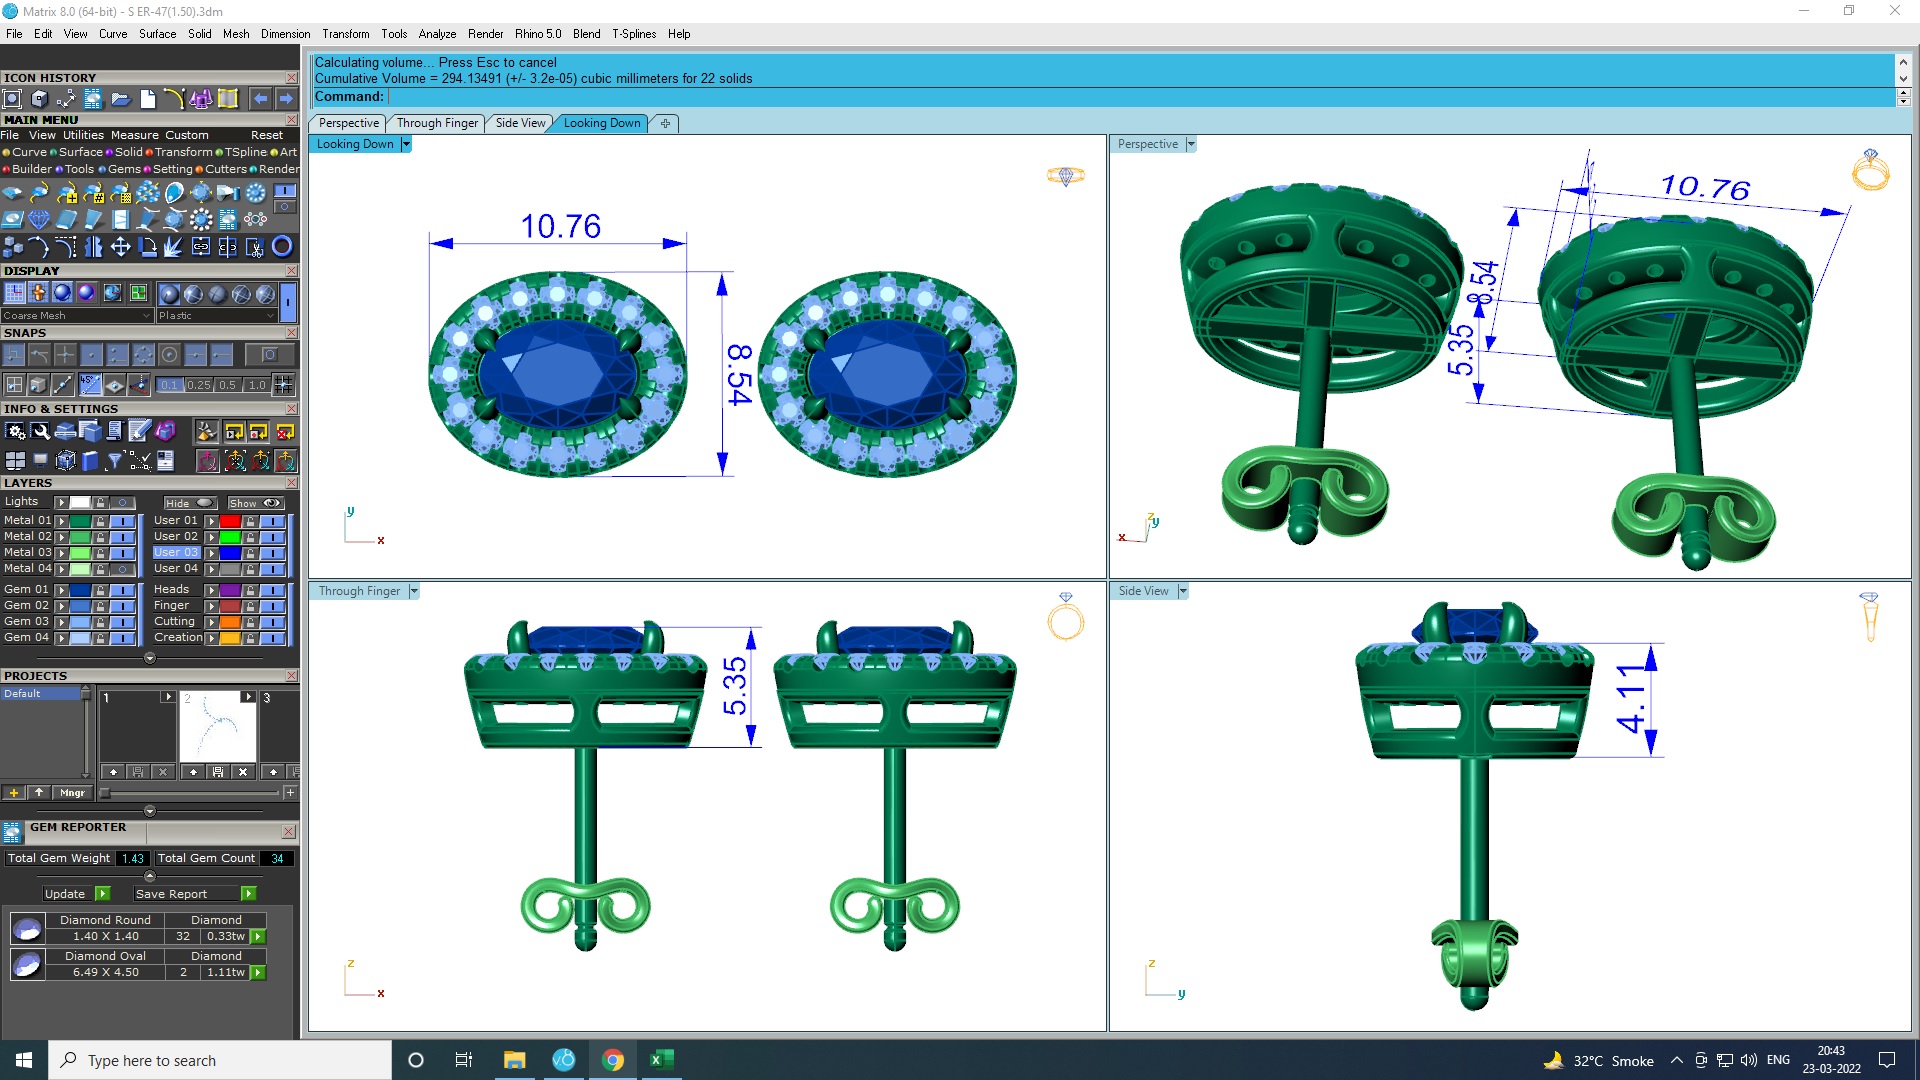 Matrix 8.0 (64-bit) - S ER-47(1.50).3dm
File Edit View Curve Surface Solid Mesh Dimension Transform Tools Analyze Render Rhino 5.0 Blend T-Splines Help
Calculating volume... Press Esc to cancel
Cumulative Volume = 294.13491 (+/- 3.2e-05) cubic millimeters for 22 solids
Command:
ICON HISTORY
MAIN MENU
File View Utilities Measure Custom Reset
Curve Surface Solid Transform TSpline Art
Builder Tools Gems Setting Cutters Render
DISPLAY
Coarse Mesh Plastic
SNAPS
45°
0.1 0.25 0.5 1.0
INFO & SETTINGS
LAYERS
Lights Hide Show
Metal 01 User 01
Metal 02 User 02
Metal 03 User 03
Metal 04 User 04
Gem 01 Heads
Gem 02 Finger
Gem 03 Cutting
Gem 04 Creation
PROJECTS
Default
1 2 3
Mngr
GEM REPORTER
Total Gem Weight 1.43 Total Gem Count 34
Update Save Report
Diamond Round Diamond
1.40 X 1.40 32 0.33tw
Diamond Oval Diamond
6.49 X 4.50 2 1.11tw
Perspective Through Finger Side View Looking Down
Looking Down
10.76
8.54
y
x
Perspective
10.76
8.54
5.35
z
y
x
Through Finger
5.35
z
x
Side View
4.11
z
y
Type here to search
32°C Smoke ENG
20:43
23-03-2022